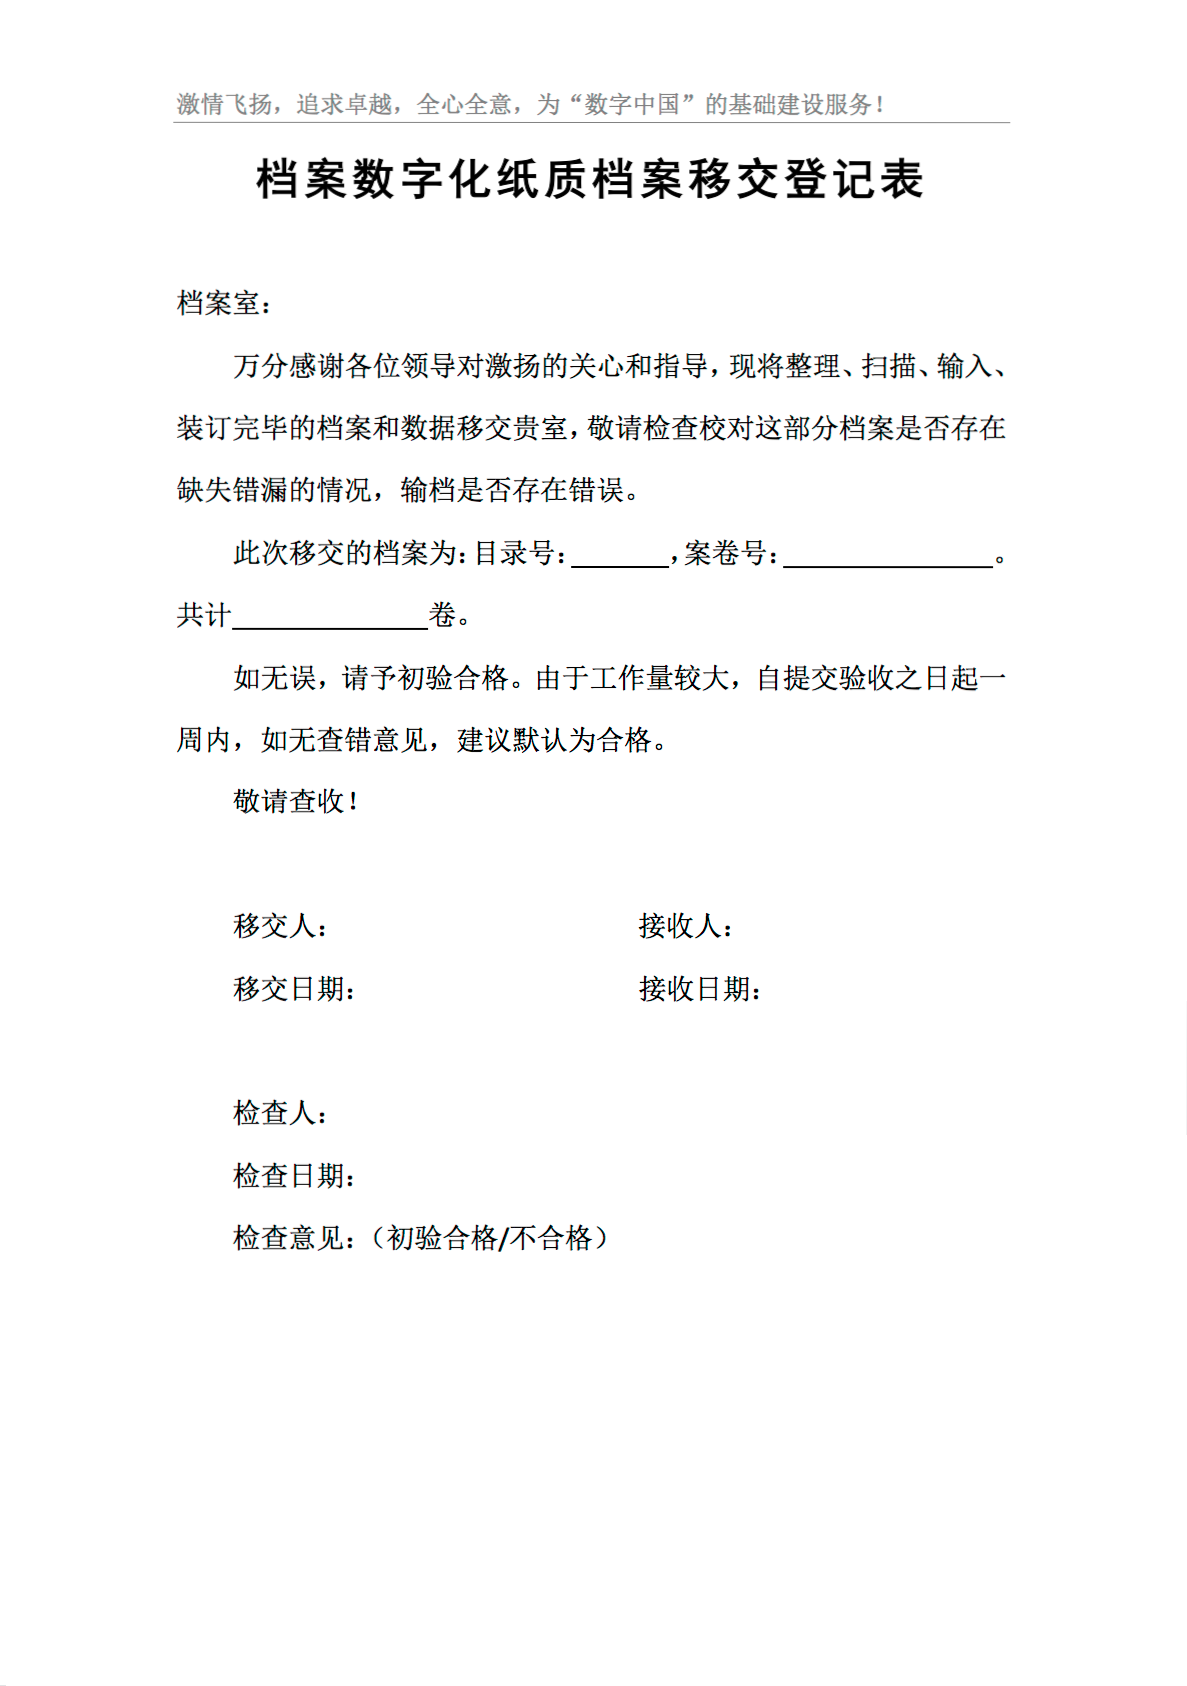 激情飞扬，追求卓越，全心全意，为“数字中国”的基础建设服务！
档案数字化纸质档案移交登记表
档案室：
万分感谢各位领导对激扬的关心和指导，现将整理、扫描、输入、
装订完毕的档案和数据移交贵室，敬请检查校对这部分档案是否存在
缺失错漏的情况，输档是否存在错误。
此次移交的档案为：目录号：______，案卷号：______________。
共计_____________卷。
如无误，请予初验合格。由于工作量较大，自提交验收之日起一
周内，如无查错意见，建议默认为合格。
敬请查收！
移交人： 接收人：
移交日期： 接收日期：
检查人：
检查日期：
检查意见：（初验合格/不合格）